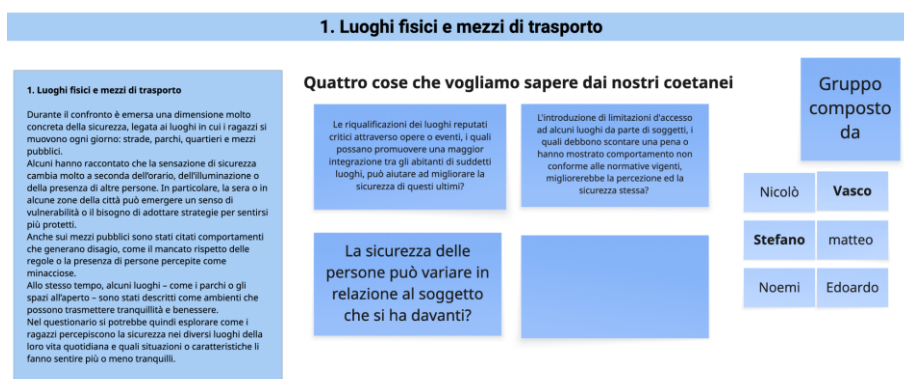 1. Luoghi fisici e mezzi di trasporto
1. Luoghi fisici e mezzi di trasporto
Durante il confronto è emersa una dimensione molto
concreta della sicurezza, legata ai luoghi in cui i ragazzi si
muovono ogni giorno: strade, parchi, quartieri e mezzi
pubblici.
Alcuni hanno raccontato che la sensazione di sicurezza
cambia molto a seconda dell'orario, dell'illuminazione o
della presenza di altre persone. In particolare, la sera o in
alcune zone della città può emergere un senso di
vulnerabilità o il bisogno di adottare strategie per sentirsi
più protetti.
Anche sui mezzi pubblici sono stati citati comportamenti
che generano disagio, come il mancato rispetto delle
regole o la presenza di persone percepite come
minacciose.
Allo stesso tempo, alcuni luoghi – come i parchi o gli
spazi all'aperto – sono stati descritti come ambienti che
possono trasmettere tranquillità e benessere.
Nel questionario si potrebbe quindi esplorare come i
ragazzi percepiscono la sicurezza nei diversi luoghi della
loro vita quotidiana e quali situazioni o caratteristiche li
fanno sentire più o meno tranquilli.
Quattro cose che vogliamo sapere dai nostri coetanei
Le riqualificazioni dei luoghi reputati
critici attraverso opere o eventi, i quali
possano promuovere una maggior
integrazione tra gli abitanti di suddetti
luoghi, può aiutare ad migliorare la
sicurezza di questi ultimi?
L'introduzione di limitazioni d'accesso
ad alcuni luoghi da parte di soggetti, i
quali debbono scontare una pena o
hanno mostrato comportamento non
conforme alle normative vigenti,
migliorerebbe la percezione ed la
sicurezza stessa?
La sicurezza delle
persone può variare in
relazione al soggetto
che si ha davanti?
Gruppo
composto
da
Nicolò
Vasco
Stefano
matteo
Noemi
Edoardo